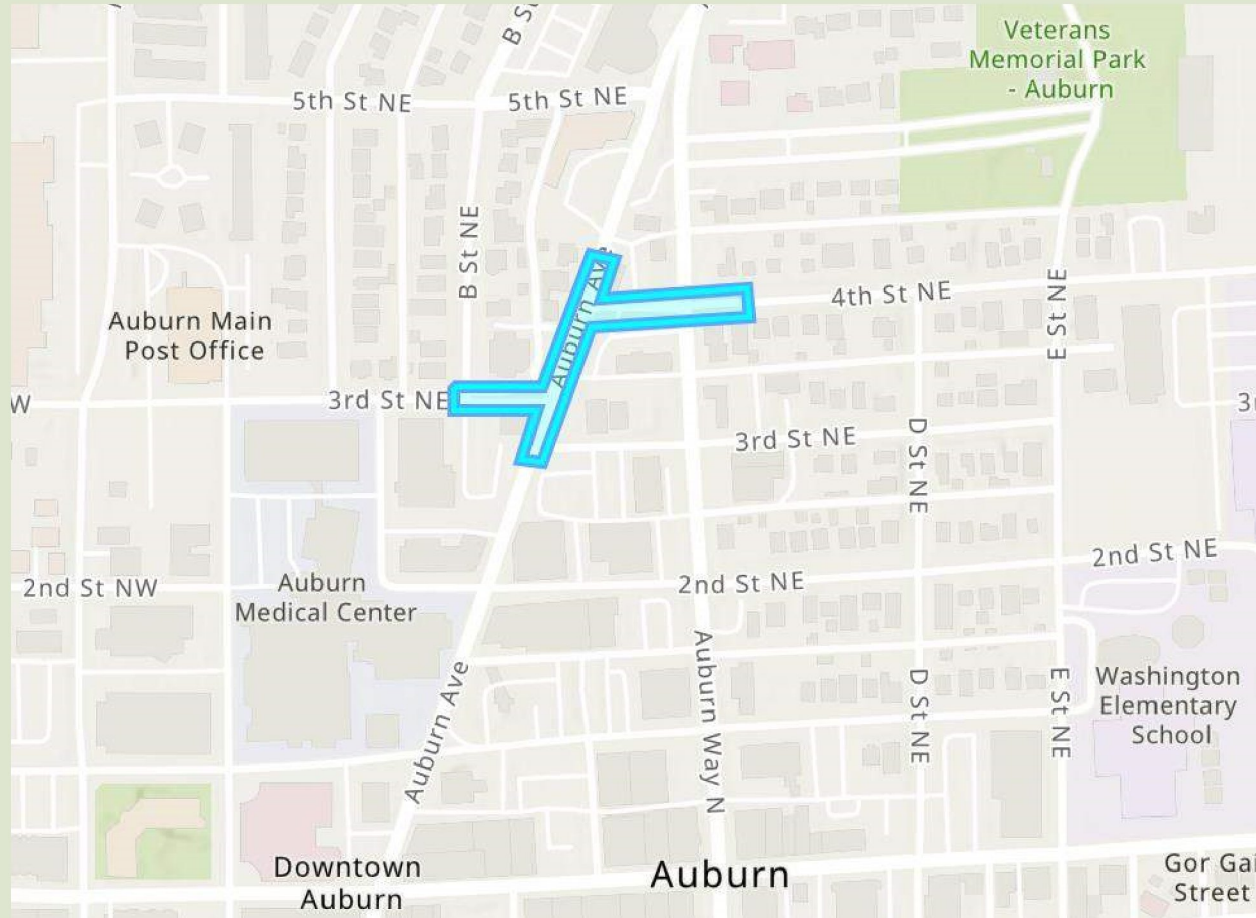 B St
Veterans
Memorial Park
- Auburn
5th St NE
5th St NE
B St NE
Auburn Ave
E St NE
4th St NE
Auburn Main
Post Office
W
3rd St NE
3rd St NE
D St NE
2nd St NE
2nd St NW
Auburn
Medical Center
2nd St NE
Auburn Ave
Auburn Way N
D St NE
E St NE
Washington
Elementary
School
Downtown
Auburn
Auburn
Gor Gai
Street